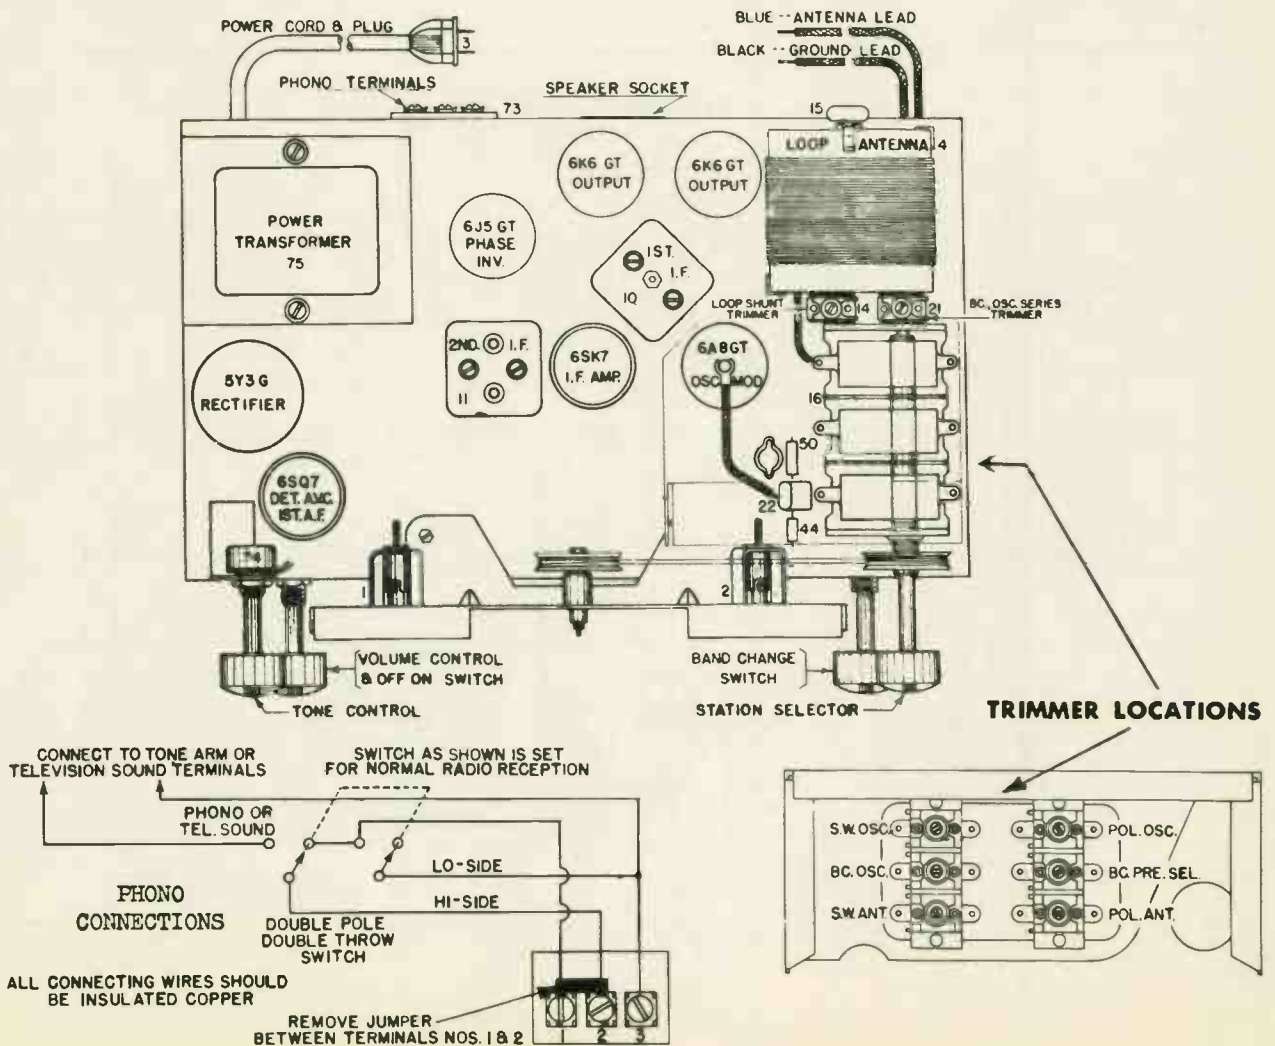 POWER CORD & PLUG
3
PHONO TERMINALS
73
SPEAKER SOCKET
BLUE -- ANTENNA LEAD
BLACK -- GROUND LEAD
15
LOOP ANTENNA 4
6K6 GT
OUTPUT
6K6 GT
OUTPUT
POWER
TRANSFORMER
75
6J5 GT
PHASE
INV.
1ST.
I.F.
10
LOOP SHUNT
TRIMMER
14
21
BC. OSC. SERIES
TRIMMER
2ND. I.F.
11
6SK7
I.F. AMP.
6A8GT
OSC. MOD
5Y3G
RECTIFIER
16
50
22
44
6SQ7
DET. AMC.
1ST. A.F.
1
2
VOLUME CONTROL
& OFF ON SWITCH
TONE CONTROL
BAND CHANGE
SWITCH
STATION SELECTOR
TRIMMER LOCATIONS
CONNECT TO TONE ARM OR
TELEVISION SOUND TERMINALS
SWITCH AS SHOWN IS SET
FOR NORMAL RADIO RECEPTION
PHONO OR
TEL. SOUND
LO-SIDE
HI-SIDE
PHONO
CONNECTIONS
DOUBLE POLE
DOUBLE THROW
SWITCH
ALL CONNECTING WIRES SHOULD
BE INSULATED COPPER
REMOVE JUMPER
BETWEEN TERMINALS NOS. 1 & 2
1 2 3
S.W. OSC.
POL. OSC.
BC. OSC.
BC. PRE. SEL.
S.W. ANT.
POL. ANT.